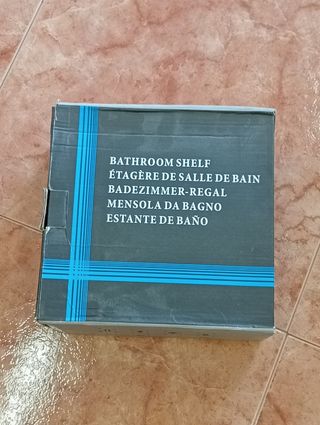 BATHROOM SHELF
ÉTAGÈRE DE SALLE DE BAIN
BADEZIMMER-REGAL
MENSOLA DA BAGNO
ESTANTE DE BAÑO